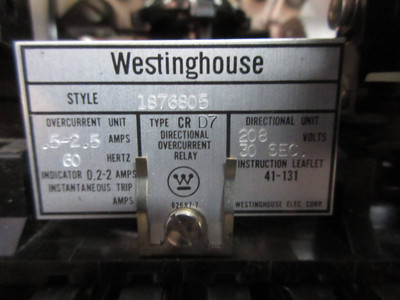 Westinghouse
STYLE 1876805
OVERCURRENT UNIT
.5-2.5 AMPS
60 HERTZ
INDICATOR 0.2-2 AMPS
INSTANTANEOUS TRIP
AMPS
TYPE CR D7
DIRECTIONAL
OVERCURRENT
RELAY
W
DIRECTIONAL UNIT
208 VOLTS
30 SEC.
INSTRUCTION LEAFLET
41-131
WESTINGHOUSE ELEC. CORP.